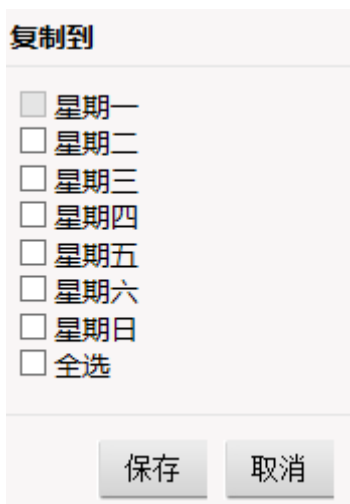 复制到
星期一
星期二
星期三
星期四
星期五
星期六
星期日
全选
保存 取消